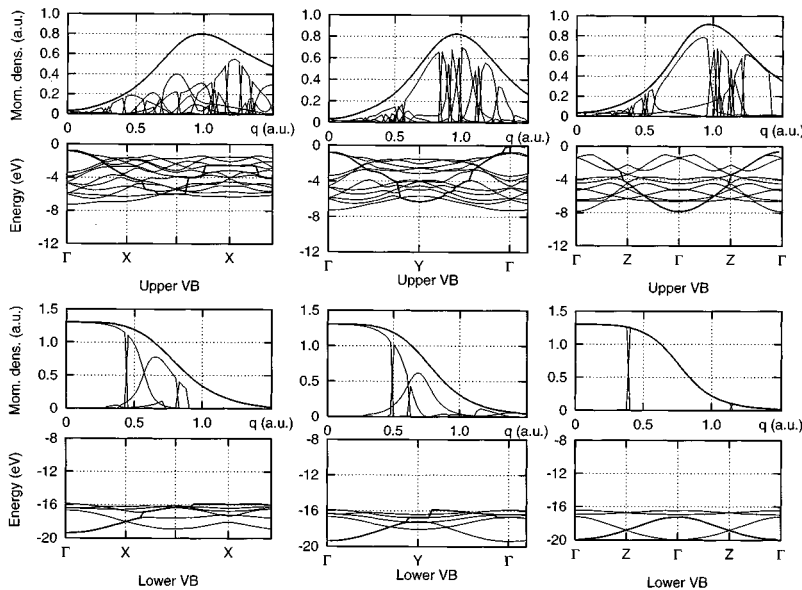 Mom. dens. (a.u.)
1.0
0.8
0.6
0.4
0.2
0
0 0.5 1.0 q (a.u.)
1.0
0.8
0.6
0.4
0.2
0
0 0.5 1.0 q (a.u.)
1.0
0.8
0.6
0.4
0.2
0
0 0.5 1.0 q (a.u.)
Energy (eV)
0
-4
-8
-12
Γ X X
Upper VB
0
-4
-8
-12
Γ Y Γ
Upper VB
0
-4
-8
-12
Γ Z Γ Z Γ
Upper VB
Mom. dens. (a.u.)
1.5
1.0
0.5
0
0 0.5 1.0 q (a.u.)
1.5
1.0
0.5
0
0 0.5 1.0 q (a.u.)
1.5
1.0
0.5
0
0 0.5 1.0 q (a.u.)
Energy (eV)
-8
-12
-16
-20
Γ X X
Lower VB
-8
-12
-16
-20
Γ Y Γ
Lower VB
-8
-12
-16
-20
Γ Z Γ Z Γ
Lower VB